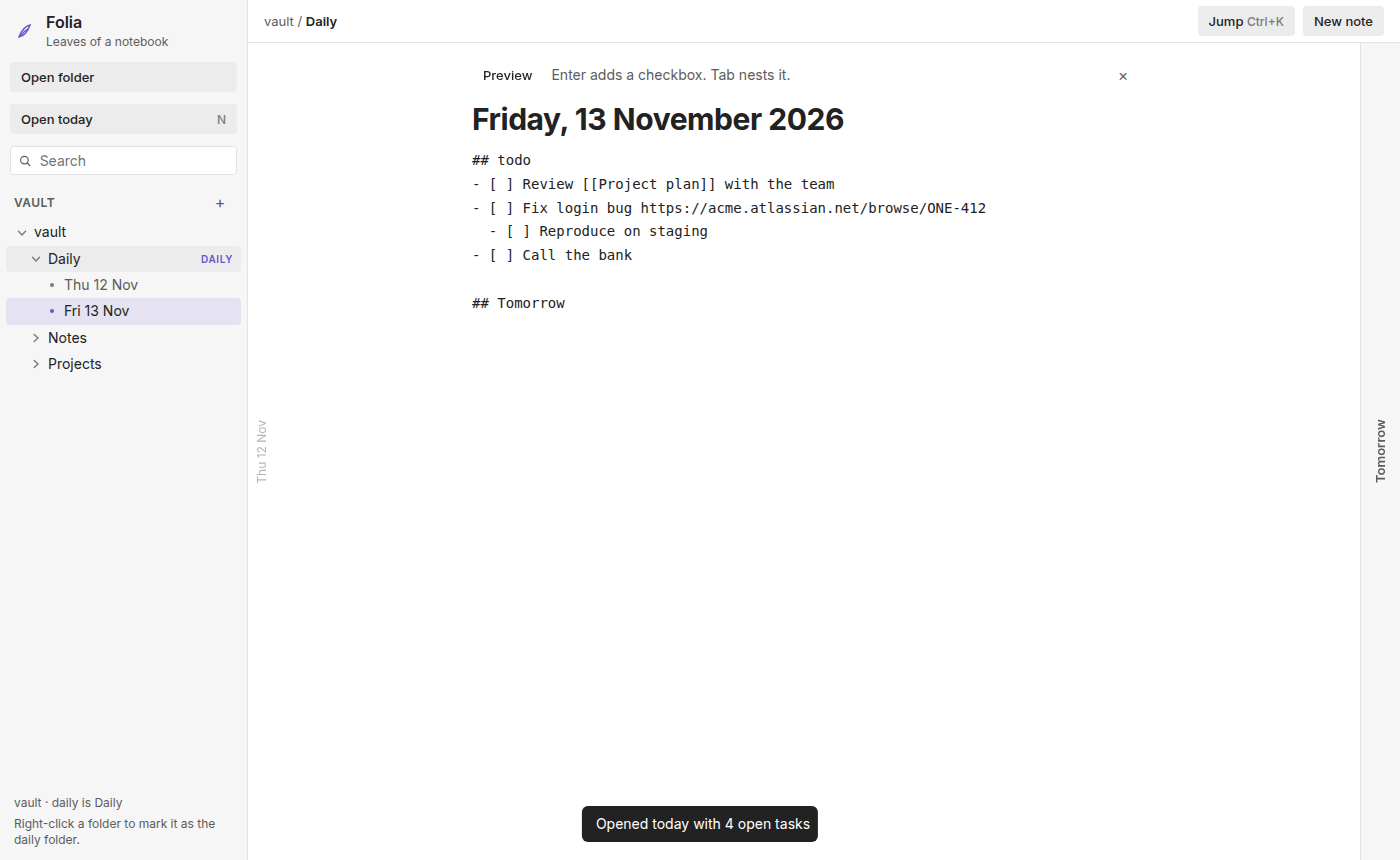 Folia
Leaves of a notebook
Open folder
Open today N
Search
VAULT +
vault
Daily DAILY
Thu 12 Nov
Fri 13 Nov
Notes
Projects
vault · daily is Daily
Right-click a folder to mark it as the
daily folder.
vault / Daily
Jump Ctrl+K
New note
Thu 12 Nov
Preview Enter adds a checkbox. Tab nests it. ×
Friday, 13 November 2026
## todo
- [ ] Review [[Project plan]] with the team
- [ ] Fix login bug https://acme.atlassian.net/browse/ONE-412
  - [ ] Reproduce on staging
- [ ] Call the bank
## Tomorrow
Tomorrow
Opened today with 4 open tasks